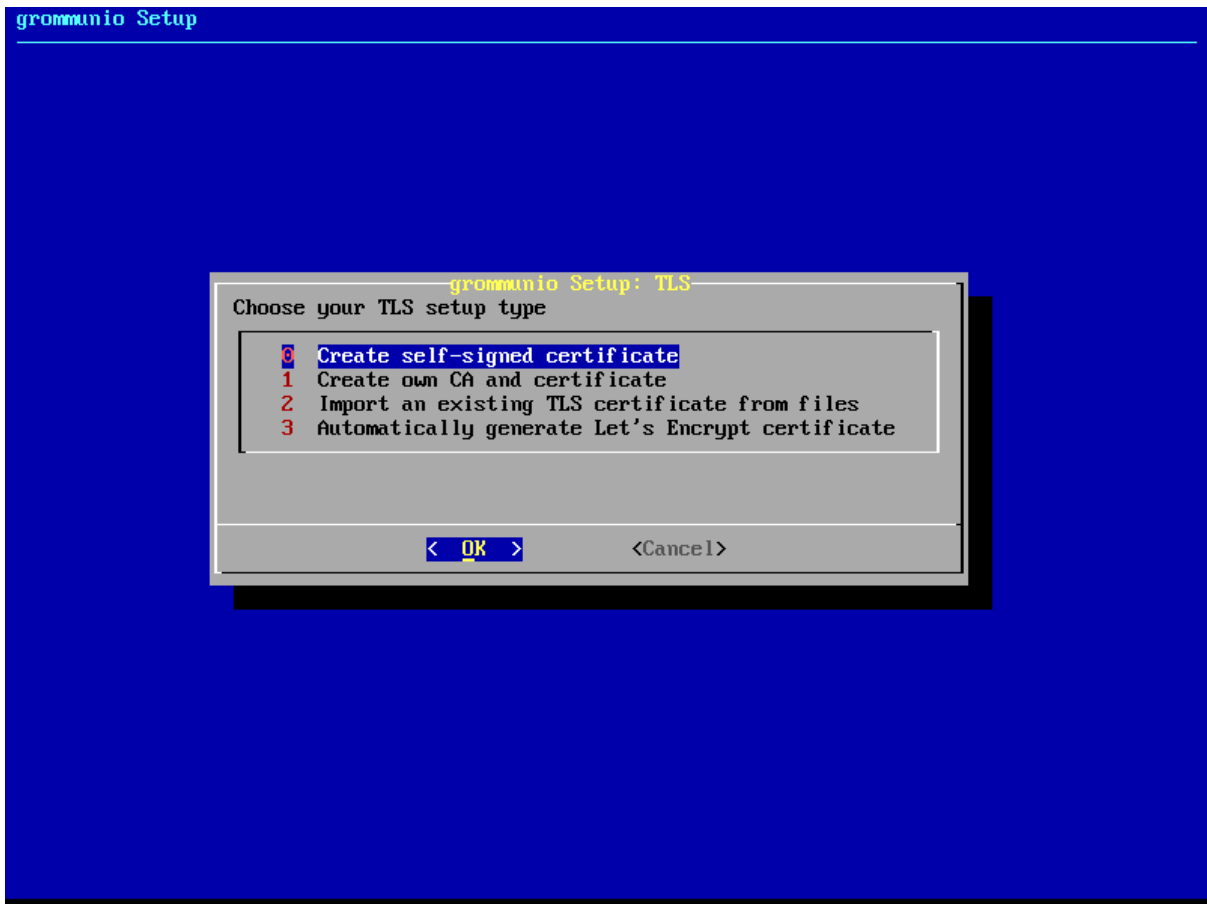 grommunio Setup
grommunio Setup: TLS
Choose your TLS setup type
0 Create self-signed certificate
1 Create own CA and certificate
2 Import an existing TLS certificate from files
3 Automatically generate Let's Encrypt certificate
< OK > <Cancel>